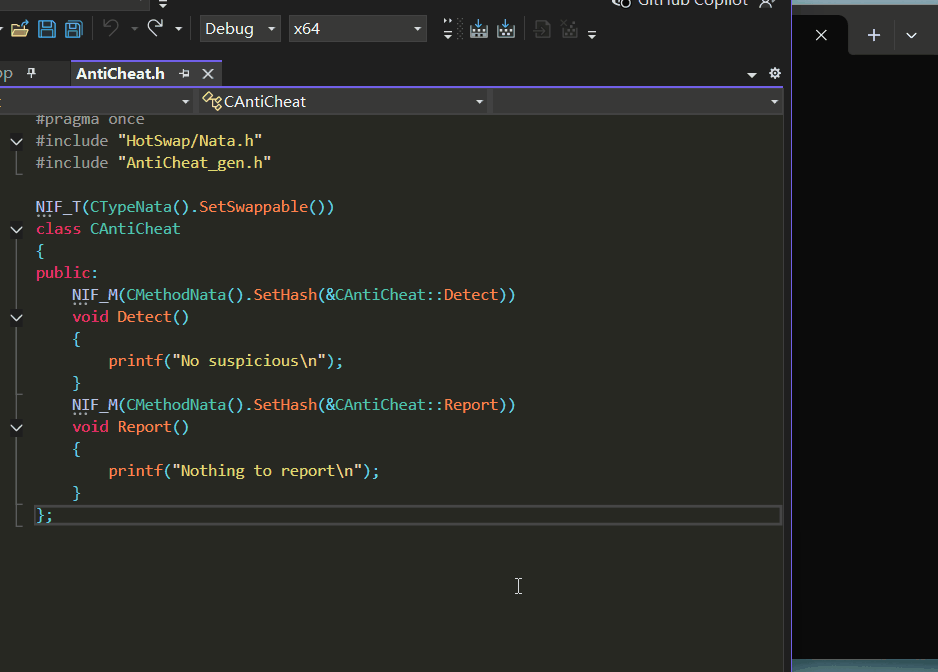 GitHub Copilot
Debug
x64
AntiCheat.h
CAntiCheat
#pragma once
#include "HotSwap/Nata.h"
#include "AntiCheat_gen.h"
NIF_T(CTypeNata().SetSwappable())
class CAntiCheat
{
public:
NIF_M(CMethodNata().SetHash(&CAntiCheat::Detect))
void Detect()
{
printf("No suspicious\n");
}
NIF_M(CMethodNata().SetHash(&CAntiCheat::Report))
void Report()
{
printf("Nothing to report\n");
}
};